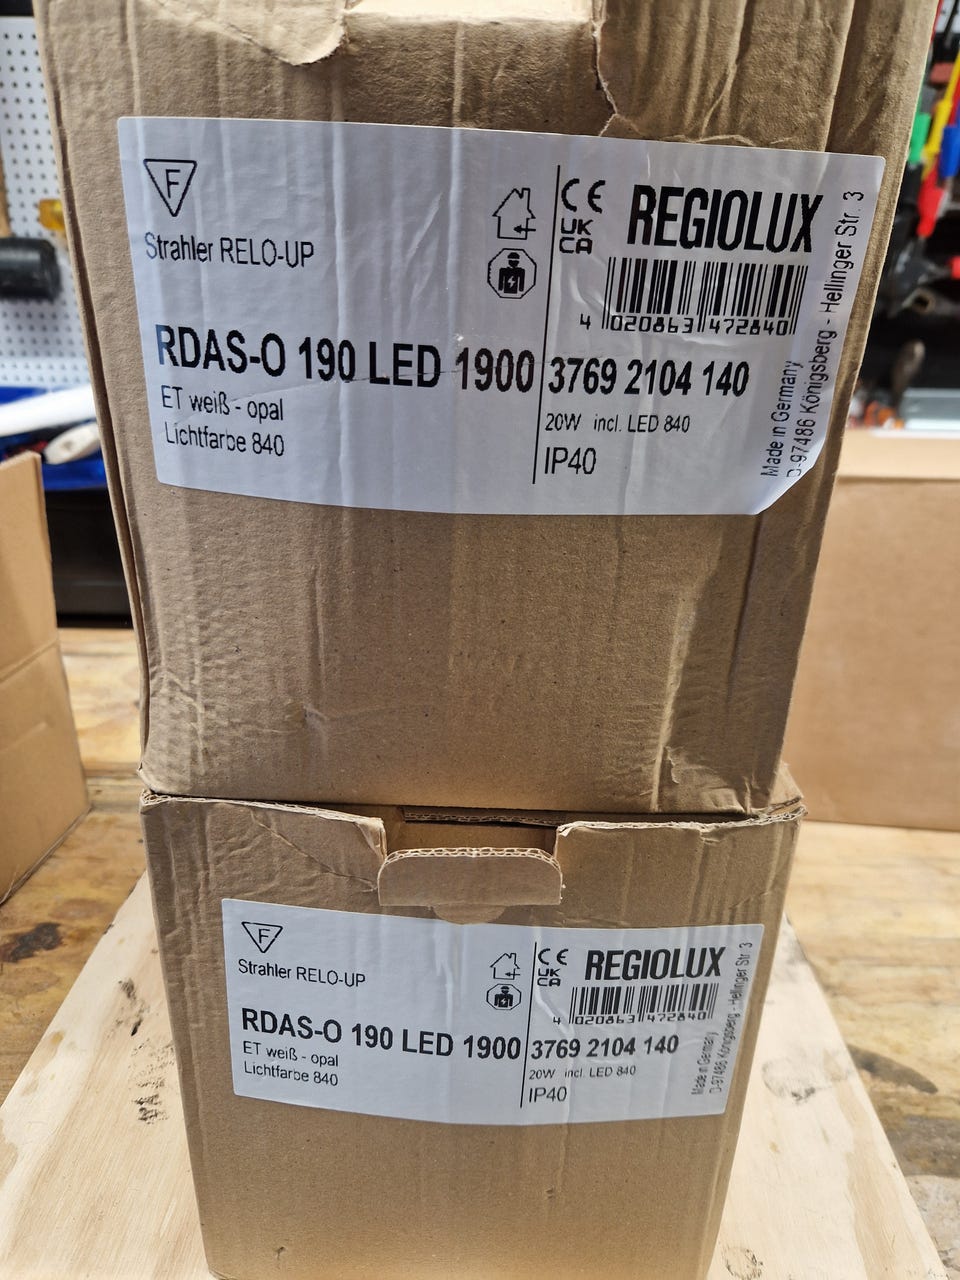 F
Strahler RELO-UP
RDAS-O 190 LED 1900
ET weiß - opal
Lichtfarbe 840
CE
UK
CA
REGIOLUX
4 020863 472840
3769 2104 140
20W incl. LED 840
IP40
Made in Germany
D-97486 Königsberg - Hellinger Str. 3
F
Strahler RELO-UP
RDAS-O 190 LED 1900
ET weiß - opal
Lichtfarbe 840
CE
UK
CA
REGIOLUX
4 020863 472840
3769 2104 140
20W incl. LED 840
IP40
Made in Germany
D-97486 Königsberg - Hellinger Str. 3